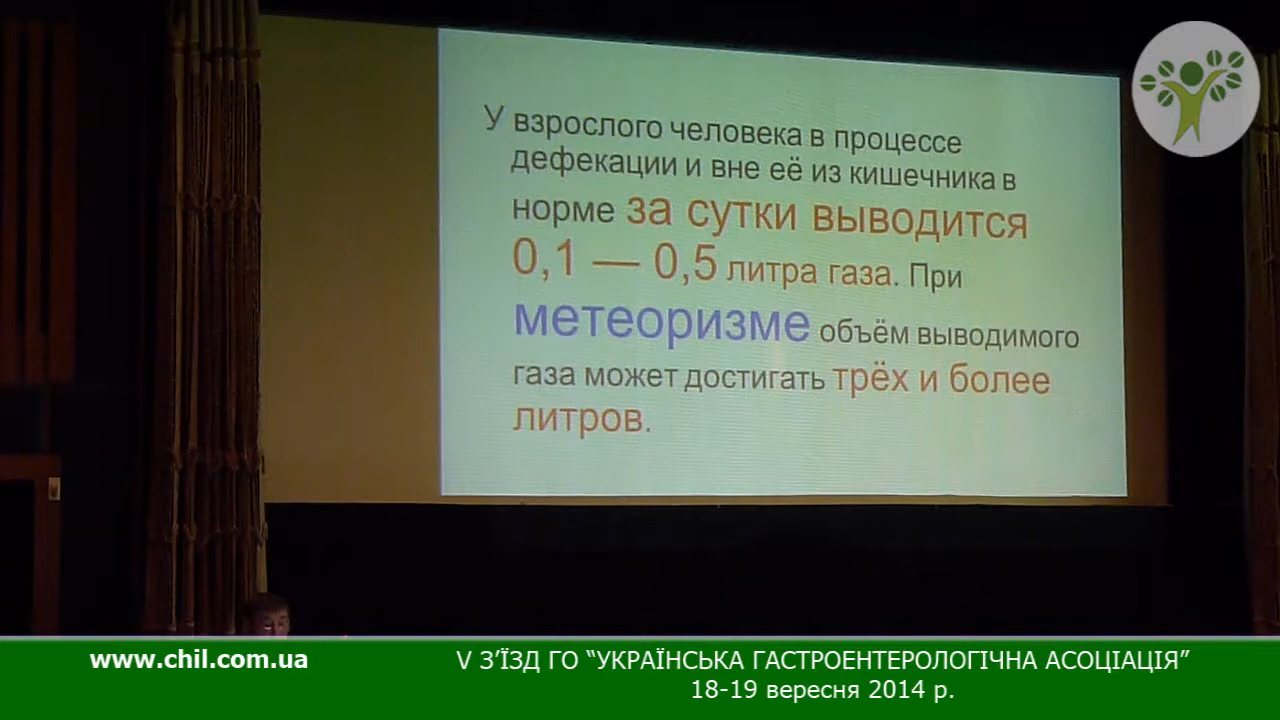 У взрослого человека в процессе
дефекации и вне её из кишечника в
норме за сутки выводится
0,1 — 0,5 литра газа. При
метеоризме объём выводимого
газа может достигать трёх и более
литров.
www.chil.com.ua
V З’ЇЗД ГО “УКРАЇНСЬКА ГАСТРОЕНТЕРОЛОГІЧНА АСОЦІАЦІЯ”
18-19 вересня 2014 р.